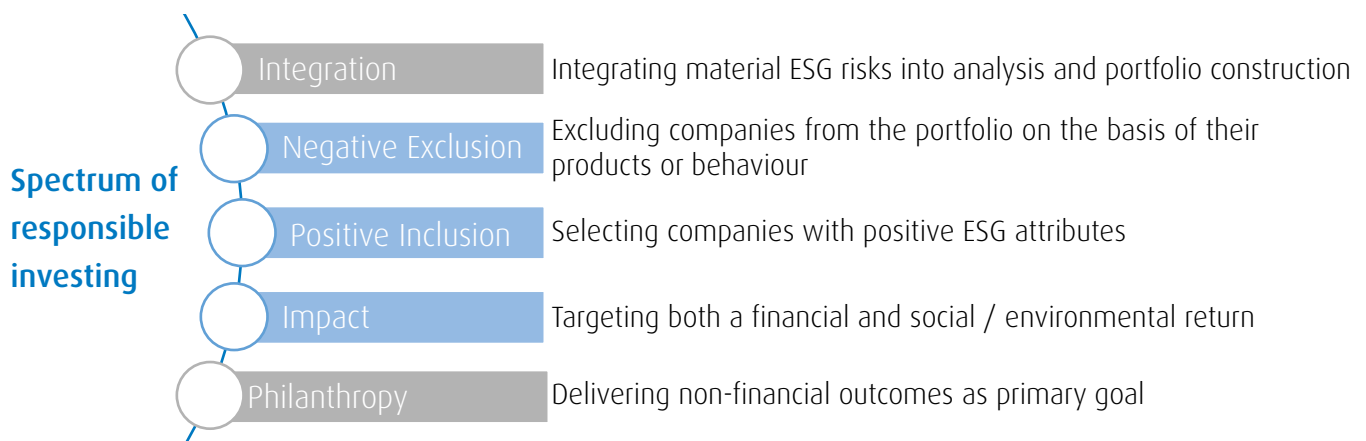 Spectrum of
responsible
investing
Integration
Integrating material ESG risks into analysis and portfolio construction
Negative Exclusion
Excluding companies from the portfolio on the basis of their
products or behaviour
Positive Inclusion
Selecting companies with positive ESG attributes
Impact
Targeting both a financial and social / environmental return
Philanthropy
Delivering non-financial outcomes as primary goal